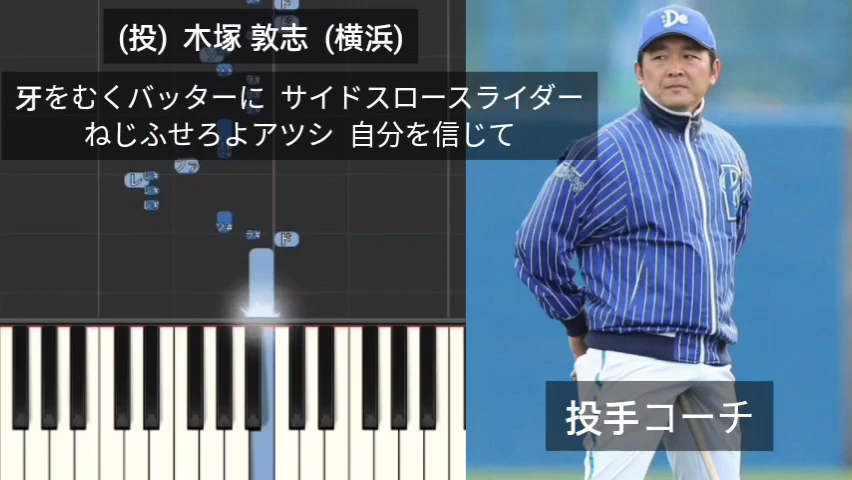 (投) 木塚 敦志 (横浜)
牙をむくバッターに サイドスロースライダー
ねじふせろよアツシ 自分を信じて
投手コーチ